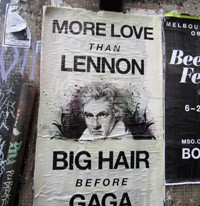 MORE LOVE
THAN
LENNON
BIG HAIR
BEFORE
GAGA
MELBOU
Bee
Fe
6–2
MSO.C
BO